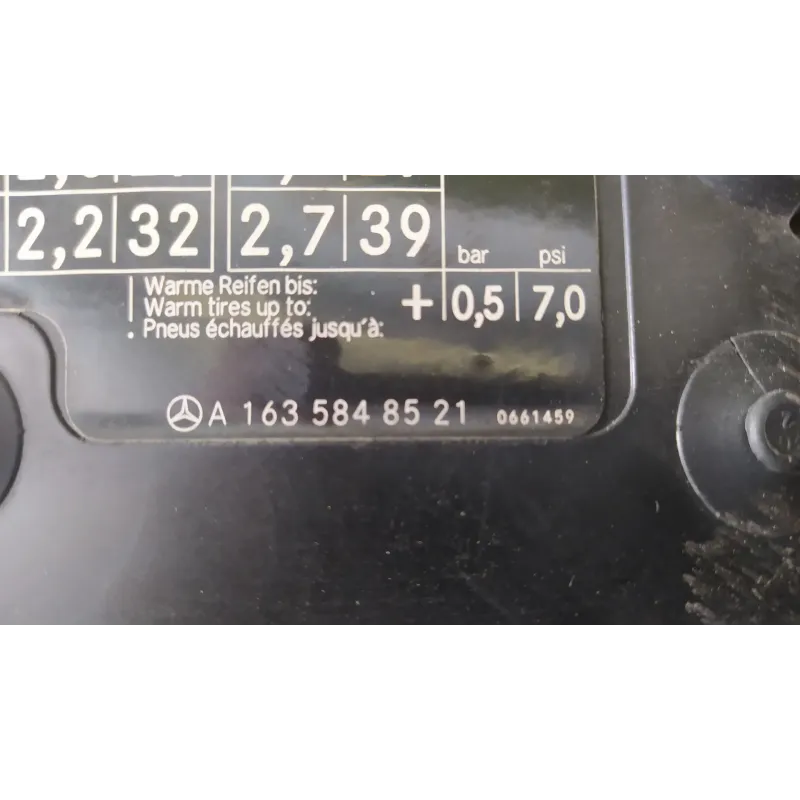 2,2 32 2,7 39
bar psi
Warme Reifen bis:
Warm tires up to:
Pneus échauffés jusqu'à:
+ 0,5 7,0
A 163 584 85 21 0661459